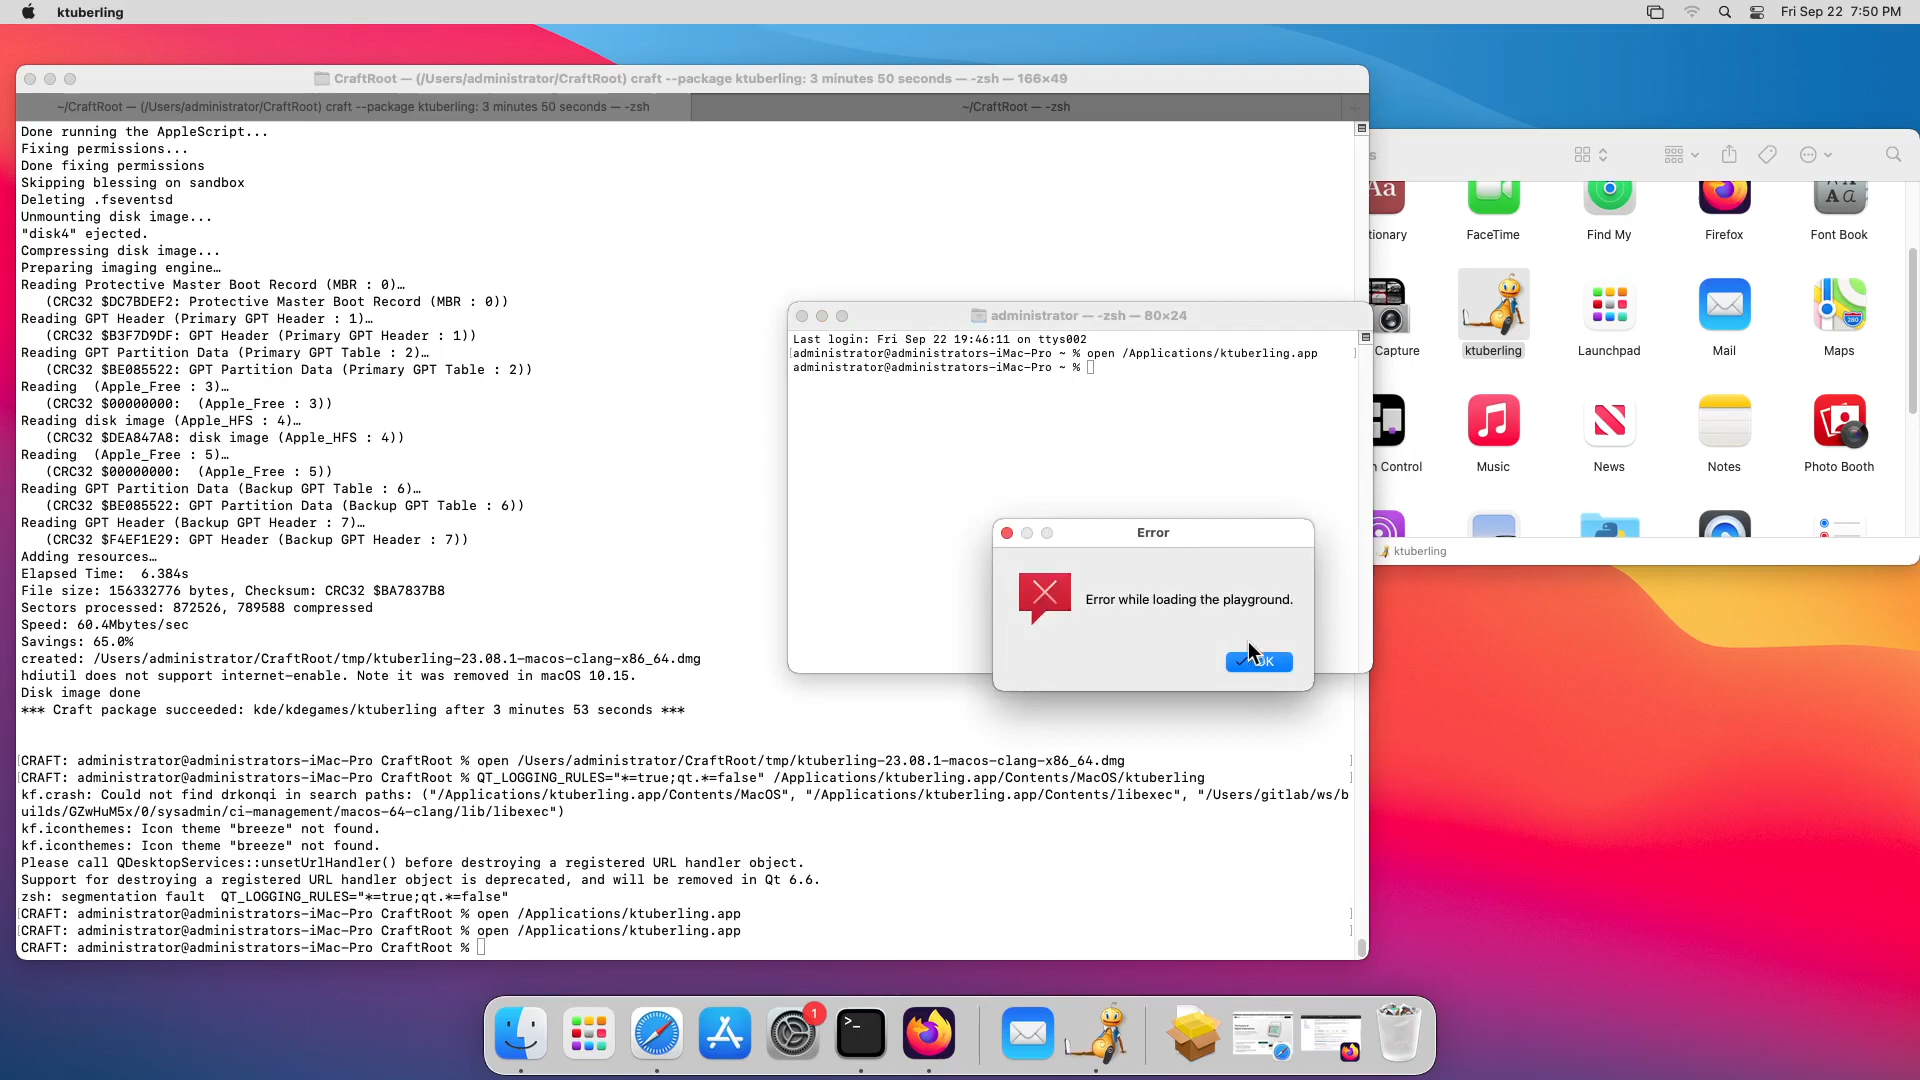 ktuberling
Fri Sep 22 7:50 PM
CraftRoot — (/Users/administrator/CraftRoot) craft --package ktuberling: 3 minutes 50 seconds — -zsh — 166×49
~/CraftRoot — (/Users/administrator/CraftRoot) craft --package ktuberling: 3 minutes 50 seconds — -zsh
~/CraftRoot — -zsh
Done running the AppleScript...
Fixing permissions...
Done fixing permissions
Skipping blessing on sandbox
Deleting .fseventsd
Unmounting disk image...
"disk4" ejected.
Compressing disk image...
Preparing imaging engine…
Reading Protective Master Boot Record (MBR : 0)…
(CRC32 $DC7BDEF2: Protective Master Boot Record (MBR : 0))
Reading GPT Header (Primary GPT Header : 1)…
(CRC32 $B3F7D9DF: GPT Header (Primary GPT Header : 1))
Reading GPT Partition Data (Primary GPT Table : 2)…
(CRC32 $BE085522: GPT Partition Data (Primary GPT Table : 2))
Reading (Apple_Free : 3)…
(CRC32 $00000000: (Apple_Free : 3))
Reading disk image (Apple_HFS : 4)…
(CRC32 $DEA847A8: disk image (Apple_HFS : 4))
Reading (Apple_Free : 5)…
(CRC32 $00000000: (Apple_Free : 5))
Reading GPT Partition Data (Backup GPT Table : 6)…
(CRC32 $BE085522: GPT Partition Data (Backup GPT Table : 6))
Reading GPT Header (Backup GPT Header : 7)…
(CRC32 $F4EF1E29: GPT Header (Backup GPT Header : 7))
Adding resources…
Elapsed Time: 6.384s
File size: 156332776 bytes, Checksum: CRC32 $BA7837B8
Sectors processed: 872526, 789588 compressed
Speed: 60.4Mbytes/sec
Savings: 65.0%
created: /Users/administrator/CraftRoot/tmp/ktuberling-23.08.1-macos-clang-x86_64.dmg
hdiutil does not support internet-enable. Note it was removed in macOS 10.15.
Disk image done
*** Craft package succeeded: kde/kdegames/ktuberling after 3 minutes 53 seconds ***
[CRAFT: administrator@administrators-iMac-Pro CraftRoot % open /Users/administrator/CraftRoot/tmp/ktuberling-23.08.1-macos-clang-x86_64.dmg ]
[CRAFT: administrator@administrators-iMac-Pro CraftRoot % QT_LOGGING_RULES="*=true;qt.*=false" /Applications/ktuberling.app/Contents/MacOS/ktuberling ]
kf.crash: Could not find drkonqi in search paths: ("/Applications/ktuberling.app/Contents/MacOS", "/Applications/ktuberling.app/Contents/libexec", "/Users/gitlab/ws/b
uilds/GZwHuM5x/0/sysadmin/ci-management/macos-64-clang/lib/libexec")
kf.iconthemes: Icon theme "breeze" not found.
kf.iconthemes: Icon theme "breeze" not found.
Please call QDesktopServices::unsetUrlHandler() before destroying a registered URL handler object.
Support for destroying a registered URL handler object is deprecated, and will be removed in Qt 6.6.
zsh: segmentation fault QT_LOGGING_RULES="*=true;qt.*=false"
[CRAFT: administrator@administrators-iMac-Pro CraftRoot % open /Applications/ktuberling.app ]
[CRAFT: administrator@administrators-iMac-Pro CraftRoot % open /Applications/ktuberling.app ]
CRAFT: administrator@administrators-iMac-Pro CraftRoot %
administrator — -zsh — 80×24
Last login: Fri Sep 22 19:46:11 on ttys002
[administrator@administrators-iMac-Pro ~ % open /Applications/ktuberling.app ]
administrator@administrators-iMac-Pro ~ %
Error
Error while loading the playground.
OK
s
Aa
tionary
FaceTime
Find My
Firefox
Font Book
Capture
ktuberling
Launchpad
Mail
Maps
280
n Control
Music
News
Notes
Photo Booth
ktuberling
1
>_